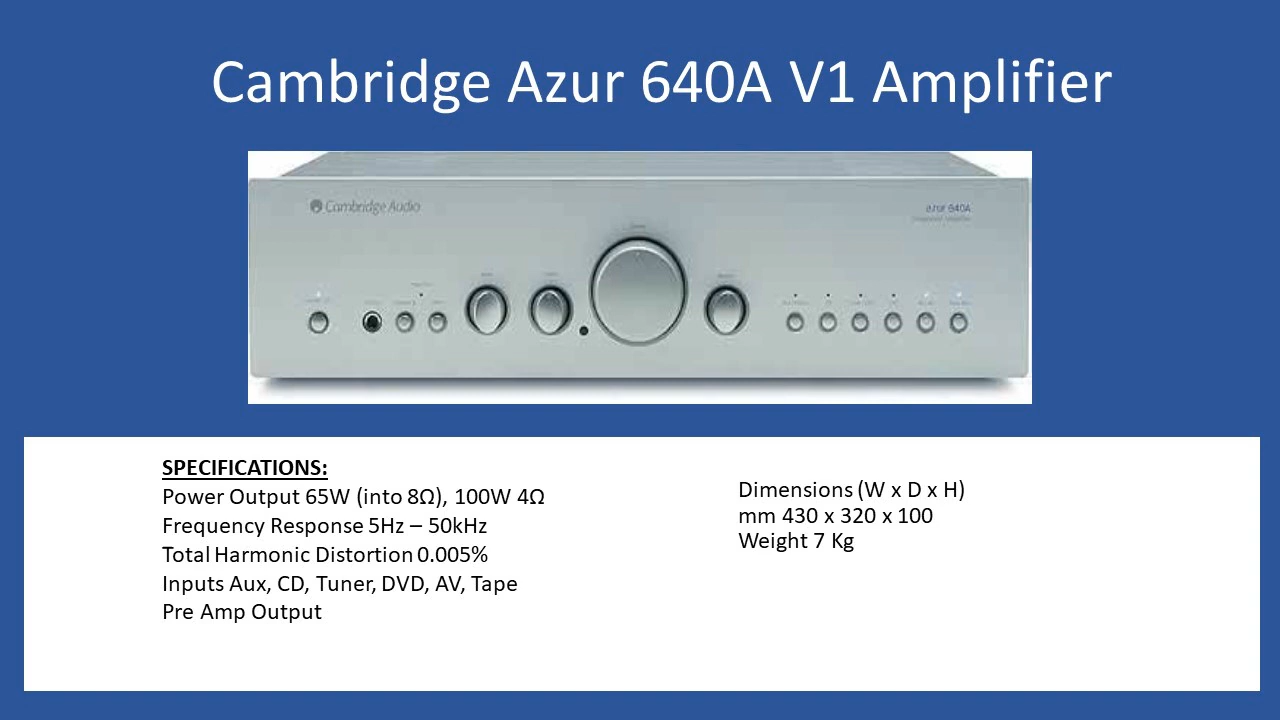 Cambridge Azur 640A V1 Amplifier
Cambridge Audio
azur 640A
SPECIFICATIONS:
Power Output 65W (into 8Ω), 100W 4Ω
Frequency Response 5Hz – 50kHz
Total Harmonic Distortion 0.005%
Inputs Aux, CD, Tuner, DVD, AV, Tape
Pre Amp Output
Dimensions (W x D x H)
mm 430 x 320 x 100
Weight 7 Kg